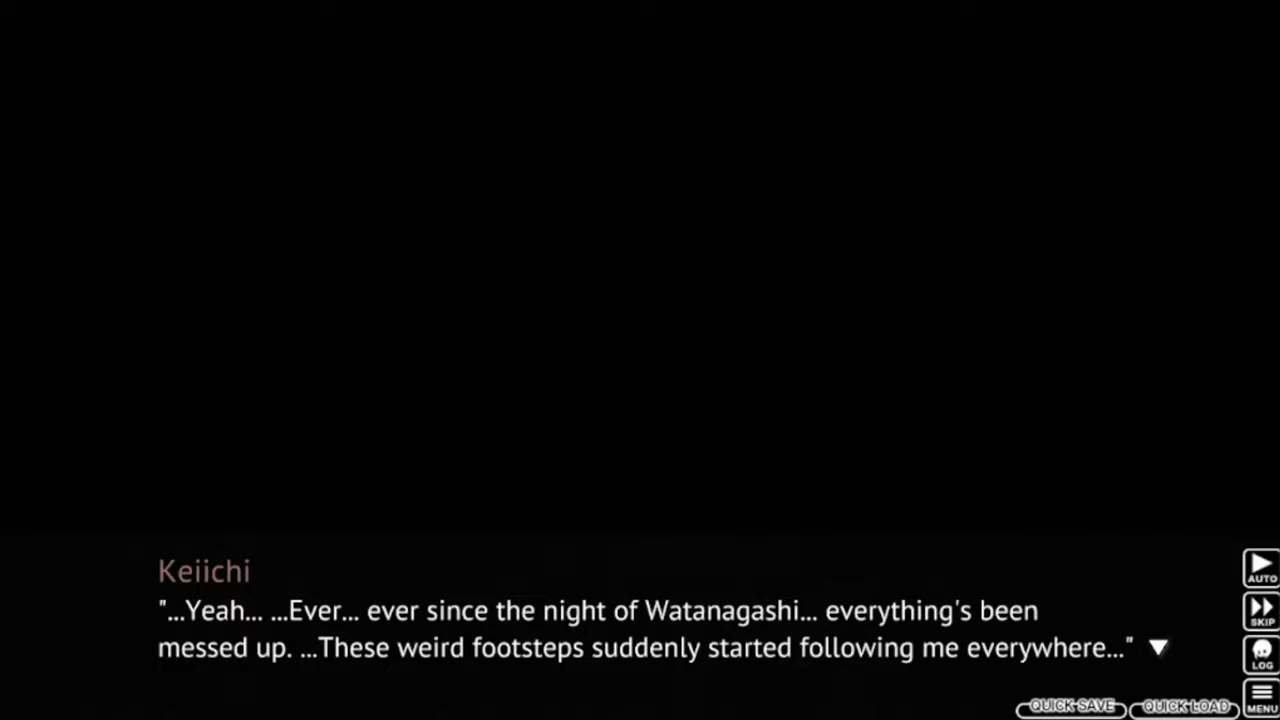 Keiichi
"...Yeah... ...Ever... ever since the night of Watanagashi... everything's been
messed up. ...These weird footsteps suddenly started following me everywhere..."
AUTO
SKIP
LOG
MENU
QUICK SAVE QUICK LOAD